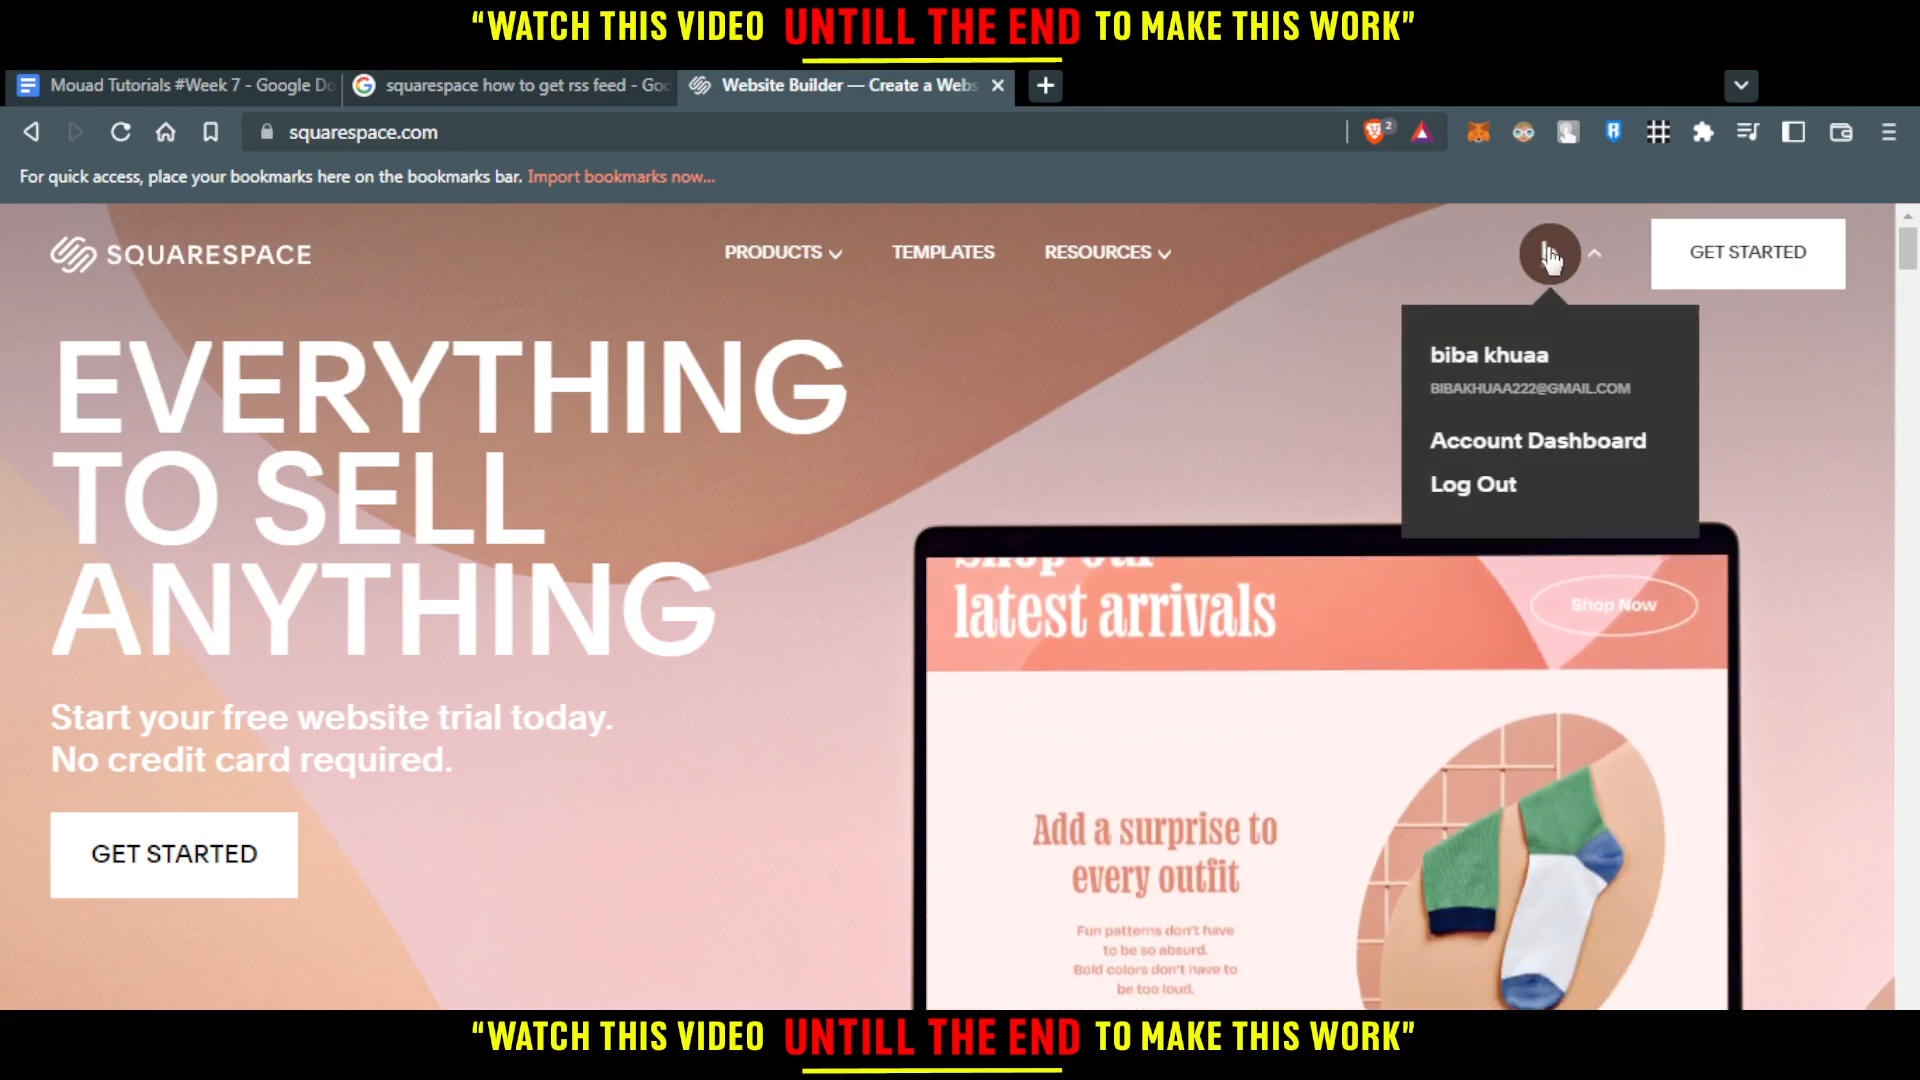 “WATCH THIS VIDEO UNTILL THE END TO MAKE THIS WORK”
Mouad Tutorials #Week 7 - Google Do
squarespace how to get rss feed - Goo
Website Builder — Create a Webs
squarespace.com
2
For quick access, place your bookmarks here on the bookmarks bar. Import bookmarks now...
SQUARESPACE
PRODUCTS
TEMPLATES
RESOURCES
GET STARTED
biba khuaa
BIBAKHUAA222@GMAIL.COM
Account Dashboard
Log Out
EVERYTHING
TO SELL
ANYTHING
Start your free website trial today.
No credit card required.
GET STARTED
Shop our
latest arrivals
Shop Now
Add a surprise to
every outfit
Fun patterns don't have
to be so absurd.
Bold colors don't have to
be too loud.
“WATCH THIS VIDEO UNTILL THE END TO MAKE THIS WORK”